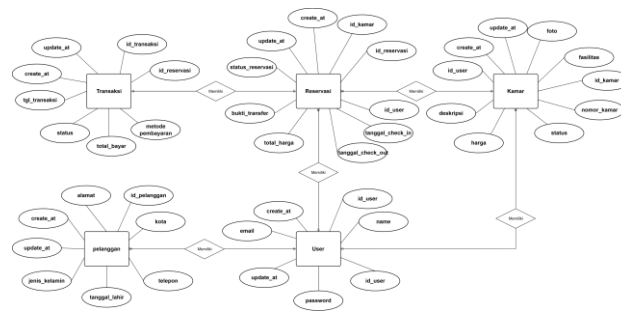 create_at
id_kamar
update_at
foto
update_at
id_transaksi
update_at
create_at
fasilitas
id_reservasi
create_at
id_reservasi
status_reservasi
id_user
id_kamar
Transaksi
Memiliki
Reservasi
Memiliki
Kamar
tgl_transaksi
bukti_transfer
id_user
deskripsi
nomor_kamar
tanggal_check_in
status
metode
pembayaran
total_harga
tanggal_check_out
harga
status
total_bayar
Memiliki
alamat
id_pelanggan
id_user
create_at
create_at
kota
email
name
Memiliki
update_at
pelanggan
Memiliki
User
jenis_kelamin
telepon
update_at
id_user
tanggal_lahir
password